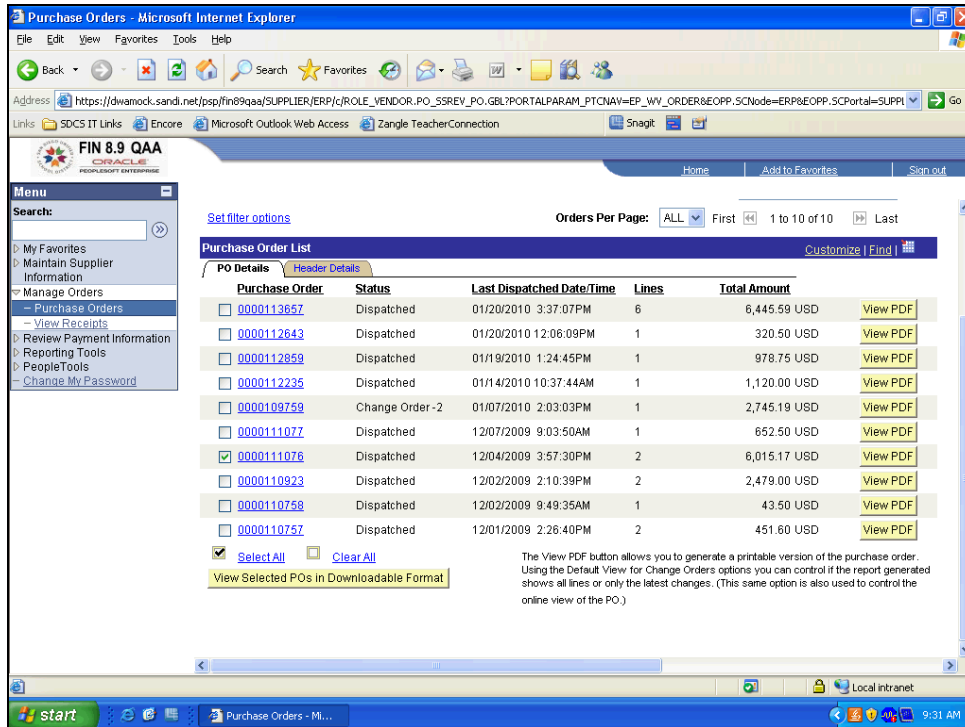 Purchase Orders - Microsoft Internet Explorer
File Edit View Favorites Tools Help
Back Search Favorites
Address https://dwamock.sandi.net/psp/fin89qaa/SUPPLIER/ERP/c/ROLE_VENDOR.PO_SSREV_PO.GBL?PORTALPARAM_PTCNAV=EP_WV_ORDER&EOPP.SCNode=ERP&EOPP.SCPortal=SUPPL Go
Links SDCS IT Links Encore Microsoft Outlook Web Access Zangle TeacherConnection Snagit
FIN 8.9 QAA
ORACLE
PEOPLESOFT ENTERPRISE
Home Add to Favorites Sign out
Menu
Search:
My Favorites
Maintain Supplier
Information
Manage Orders
– Purchase Orders
– View Receipts
Review Payment Information
Reporting Tools
PeopleTools
– Change My Password
Set filter options Orders Per Page: ALL First 1 to 10 of 10 Last
Purchase Order List Customize | Find |
PO Details Header Details
Purchase Order Status Last Dispatched Date/Time Lines Total Amount
0000113657 Dispatched 01/20/2010 3:37:07PM 6 6,445.59 USD View PDF
0000112643 Dispatched 01/20/2010 12:06:09PM 1 320.50 USD View PDF
0000112859 Dispatched 01/19/2010 1:24:45PM 1 978.75 USD View PDF
0000112235 Dispatched 01/14/2010 10:37:44AM 1 1,120.00 USD View PDF
0000109759 Change Order -2 01/07/2010 2:03:03PM 1 2,745.19 USD View PDF
0000111077 Dispatched 12/07/2009 9:03:50AM 1 652.50 USD View PDF
0000111076 Dispatched 12/04/2009 3:57:30PM 2 6,015.17 USD View PDF
0000110923 Dispatched 12/02/2009 2:10:39PM 2 2,479.00 USD View PDF
0000110758 Dispatched 12/02/2009 9:49:35AM 1 43.50 USD View PDF
0000110757 Dispatched 12/01/2009 2:26:40PM 2 451.60 USD View PDF
Select All Clear All
View Selected POs in Downloadable Format
The View PDF button allows you to generate a printable version of the purchase order.
Using the Default View for Change Orders options you can control if the report generated
shows all lines or only the latest changes. (This same option is also used to control the
online view of the PO.)
Local intranet
start Purchase Orders - Mi... 9:31 AM